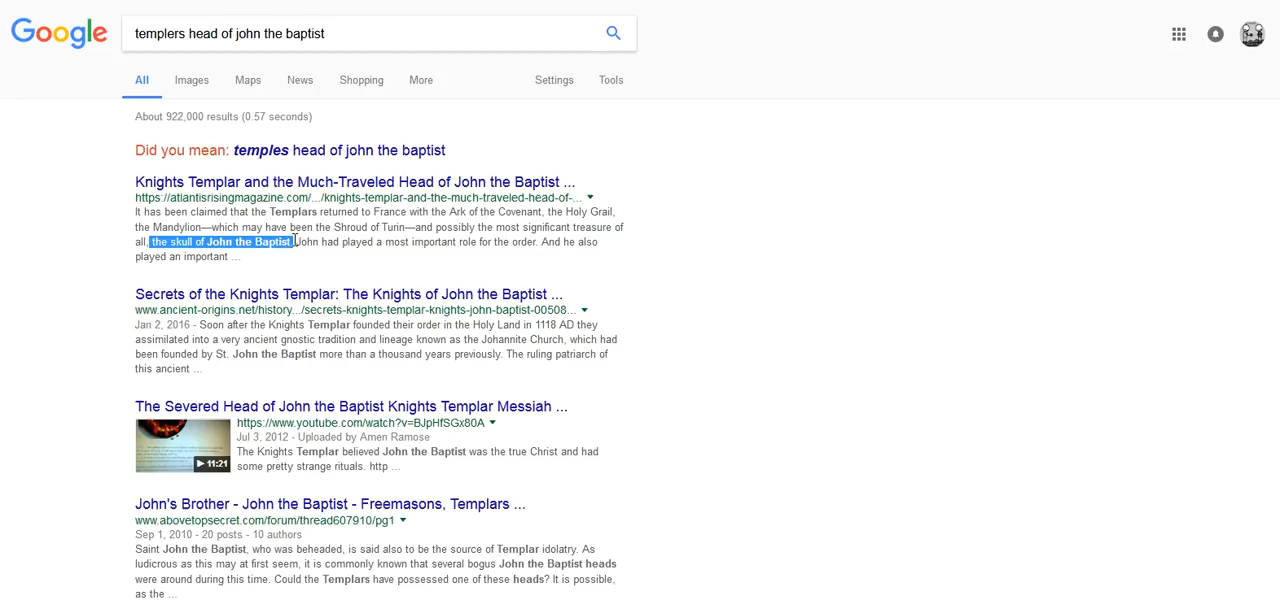 Google
templers head of john the baptist
All Images Maps News Shopping More Settings Tools
About 922,000 results (0.57 seconds)
Did you mean: temples head of john the baptist
Knights Templar and the Much-Traveled Head of John the Baptist ...
https://atlantisrisingmagazine.com/.../knights-templar-and-the-much-traveled-head-of-...
It has been claimed that the Templars returned to France with the Ark of the Covenant, the Holy Grail,
the Mandylion—which may have been the Shroud of Turin—and possibly the most significant treasure of
all, the skull of John the Baptist. John had played a most important role for the order. And he also
played an important ...
Secrets of the Knights Templar: The Knights of John the Baptist ...
www.ancient-origins.net/history.../secrets-knights-templar-knights-john-baptist-00508...
Jan 2, 2016 - Soon after the Knights Templar founded their order in the Holy Land in 1118 AD they
assimilated into a very ancient gnostic tradition and lineage known as the Johannite Church, which had
been founded by St. John the Baptist more than a thousand years previously. The ruling patriarch of
this ancient ...
The Severed Head of John the Baptist Knights Templar Messiah ...
https://www.youtube.com/watch?v=BJpHfSGx80A
Jul 3, 2012 - Uploaded by Amen Ramose
11:21
The Knights Templar believed John the Baptist was the true Christ and had
some pretty strange rituals. http ...
John's Brother - John the Baptist - Freemasons, Templars ...
www.abovetopsecret.com/forum/thread607910/pg1
Sep 1, 2010 - 20 posts - 10 authors
Saint John the Baptist, who was beheaded, is said also to be the source of Templar idolatry. As
ludicrous as this may at first seem, it is commonly known that several bogus John the Baptist heads
were around during this time. Could the Templars have possessed one of these heads? It is possible,
as the ...